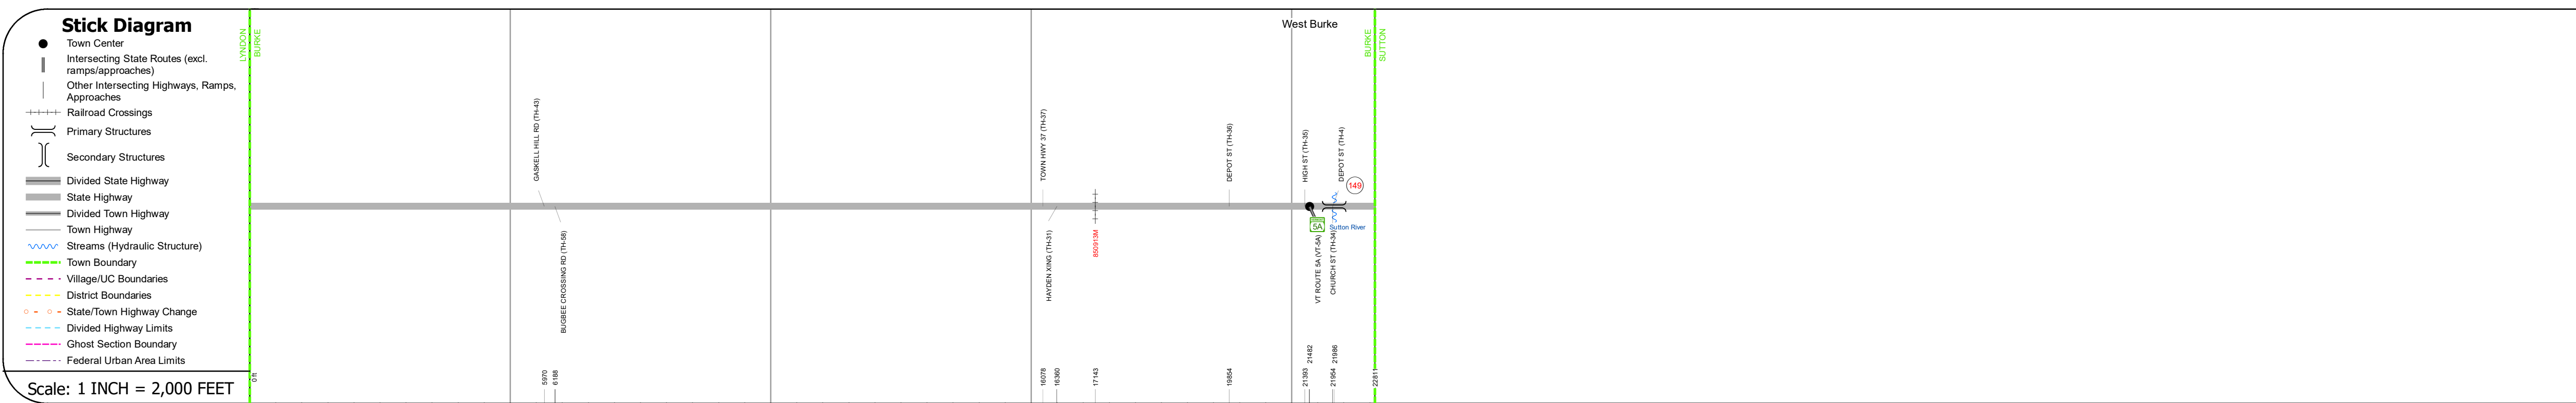 Stick Diagram
Town Center
Intersecting State Routes (excl.
ramps/approaches)
Other Intersecting Highways, Ramps,
Approaches
Railroad Crossings
Primary Structures
Secondary Structures
Divided State Highway
State Highway
Divided Town Highway
Town Highway
Streams (Hydraulic Structure)
Town Boundary
Village/UC Boundaries
District Boundaries
State/Town Highway Change
Divided Highway Limits
Ghost Section Boundary
Federal Urban Area Limits
Scale: 1 INCH = 2,000 FEET
LYNDON
BURKE
West Burke
BURKE
SUTTON
GASKELL HILL RD (TH-43)
BUGBEE CROSSING RD (TH-58)
TOWN HWY 37 (TH-37)
HAYDEN XING (TH-31)
850913M
DEPOT ST (TH-36)
HIGH ST (TH-35)
DEPOT ST (TH-4)
149
5A
Sutton River
VT ROUTE 5A (VT-5A)
CHURCH ST (TH-34)
0 ft
5970
6188
16078
16360
17143
19854
21393
21482
21954
21986
22811